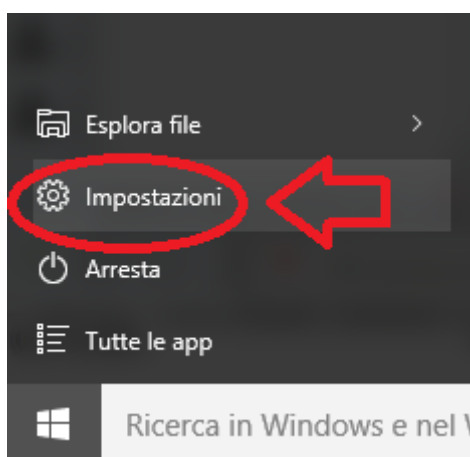 Esplora file
Impostazioni
Arresta
Tutte le app
Ricerca in Windows e nel